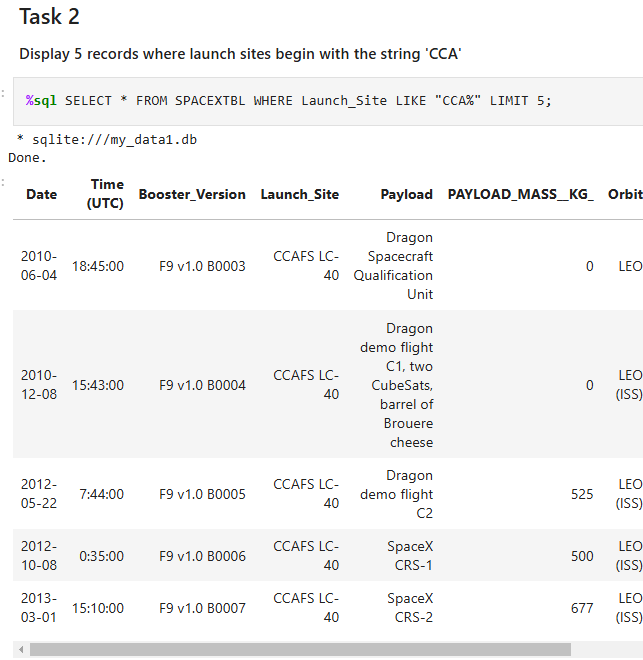 Task 2
Display 5 records where launch sites begin with the string 'CCA'
%sql SELECT * FROM SPACEXTBL WHERE Launch_Site LIKE "CCA%" LIMIT 5;
* sqlite:///my_data1.db
Done.
Date Time (UTC) Booster_Version Launch_Site Payload PAYLOAD_MASS__KG_ Orbit
2010-06-04 18:45:00 F9 v1.0 B0003 CCAFS LC-40 Dragon Spacecraft Qualification Unit 0 LEO
2010-12-08 15:43:00 F9 v1.0 B0004 CCAFS LC-40 Dragon demo flight C1, two CubeSats, barrel of Brouere cheese 0 LEO (ISS)
2012-05-22 7:44:00 F9 v1.0 B0005 CCAFS LC-40 Dragon demo flight C2 525 LEO (ISS)
2012-10-08 0:35:00 F9 v1.0 B0006 CCAFS LC-40 SpaceX CRS-1 500 LEO (ISS)
2013-03-01 15:10:00 F9 v1.0 B0007 CCAFS LC-40 SpaceX CRS-2 677 LEO (ISS)